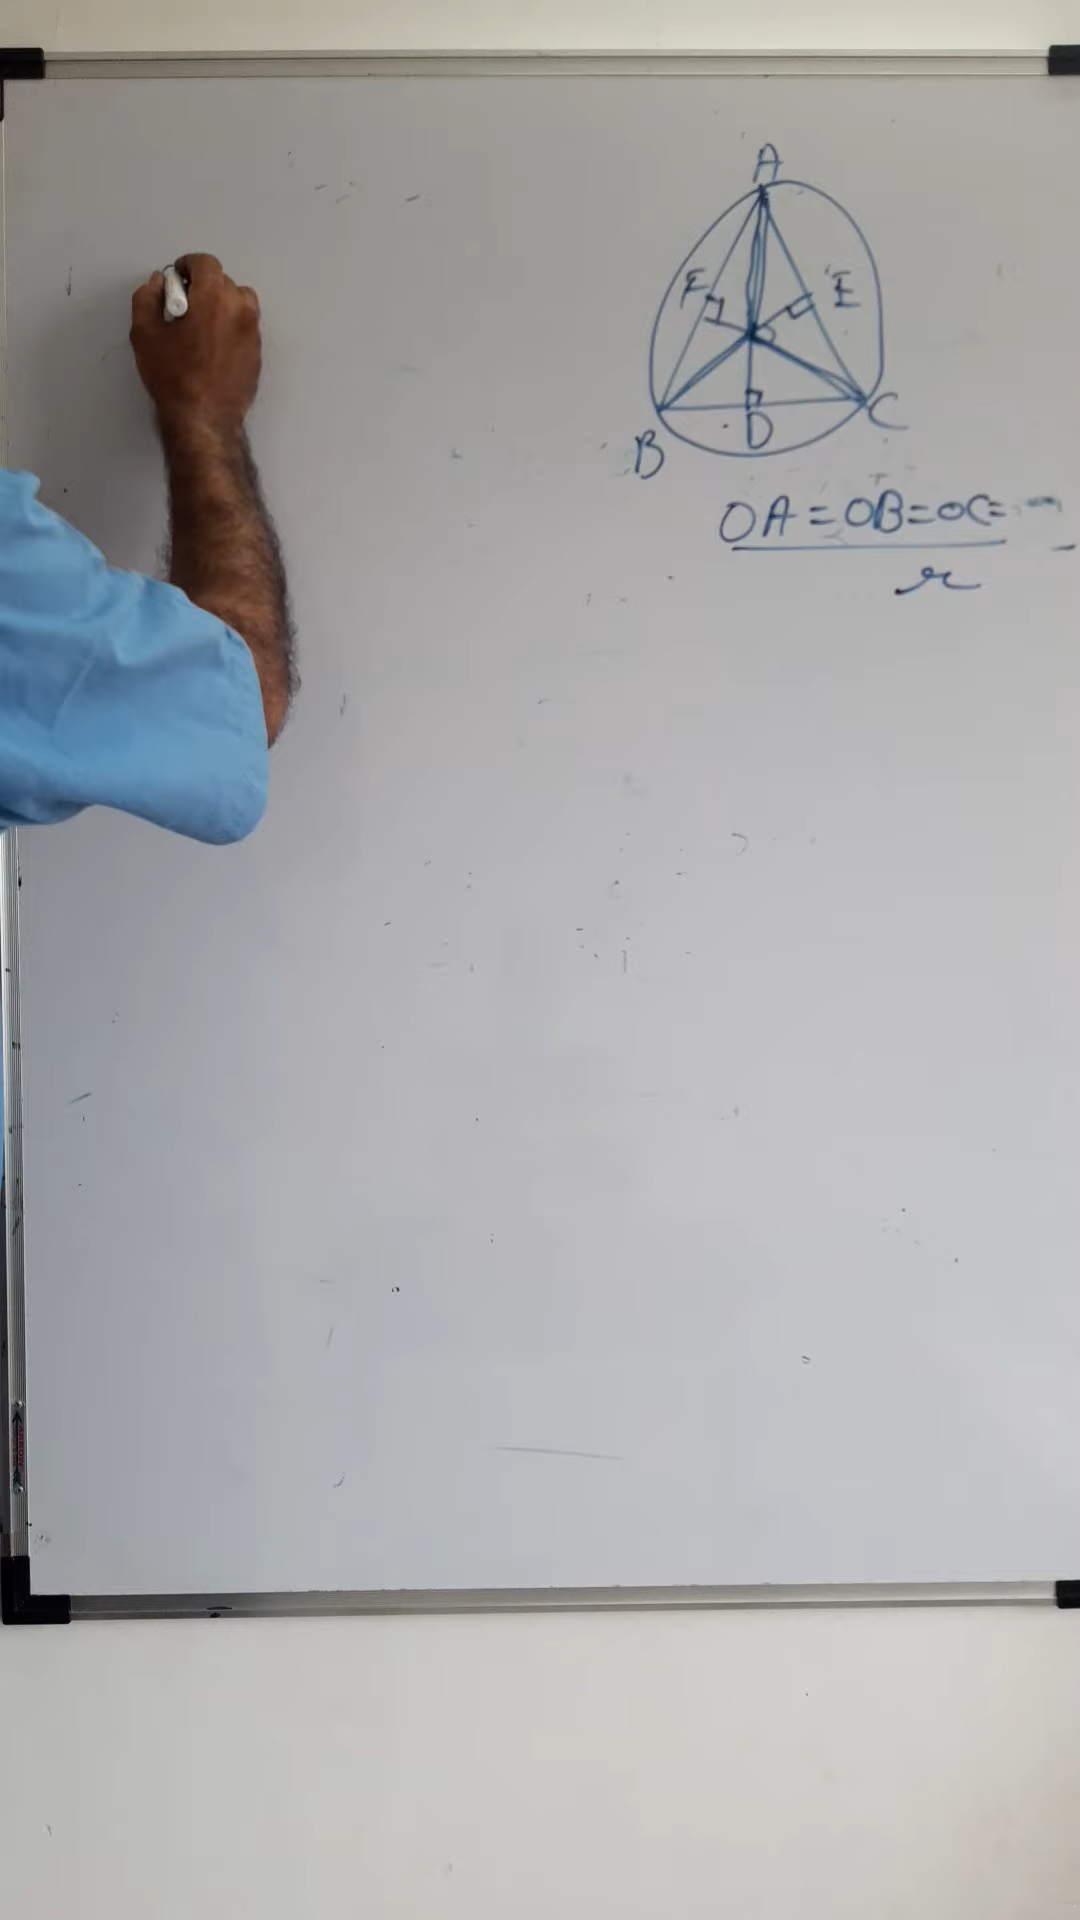 A
F
E
O
B
D
C
OA = OB = OC =
r